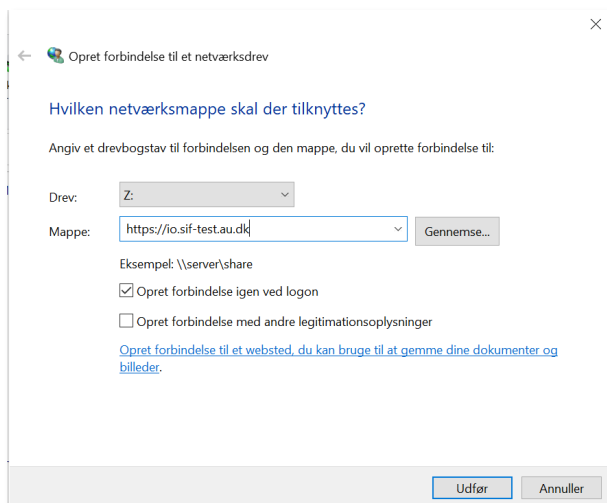 Opret forbindelse til et netværksdrev
Hvilken netværksmappe skal der tilknyttes?
Angiv et drevbogstav til forbindelsen og den mappe, du vil oprette forbindelse til:
Drev: Z:
Mappe: https://io.sif-test.au.dk Gennemse...
Eksempel: \\server\share
Opret forbindelse igen ved logon
Opret forbindelse med andre legitimationsoplysninger
Opret forbindelse til et websted, du kan bruge til at gemme dine dokumenter og
billeder.
Udfør Annuller